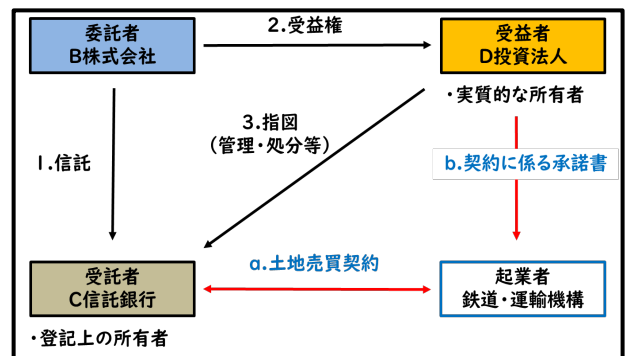 委託者
B株式会社
2.受益権
受益者
D投資法人
・実質的な所有者
3.指図
(管理・処分等)
1.信託
b.契約に係る承諾書
受託者
C信託銀行
a.土地売買契約
起業者
鉄道・運輸機構
・登記上の所有者